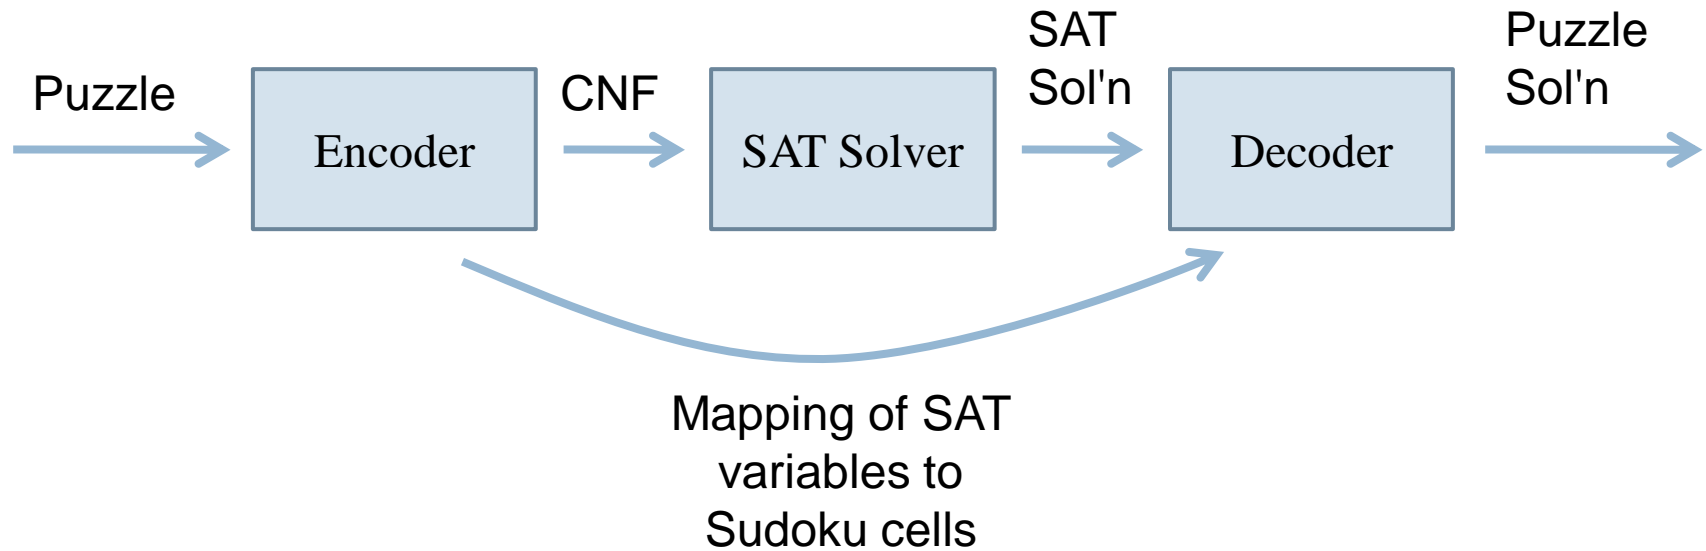 Puzzle
Encoder
CNF
SAT Solver
SAT
Sol'n
Decoder
Puzzle
Sol'n
Mapping of SAT
variables to
Sudoku cells